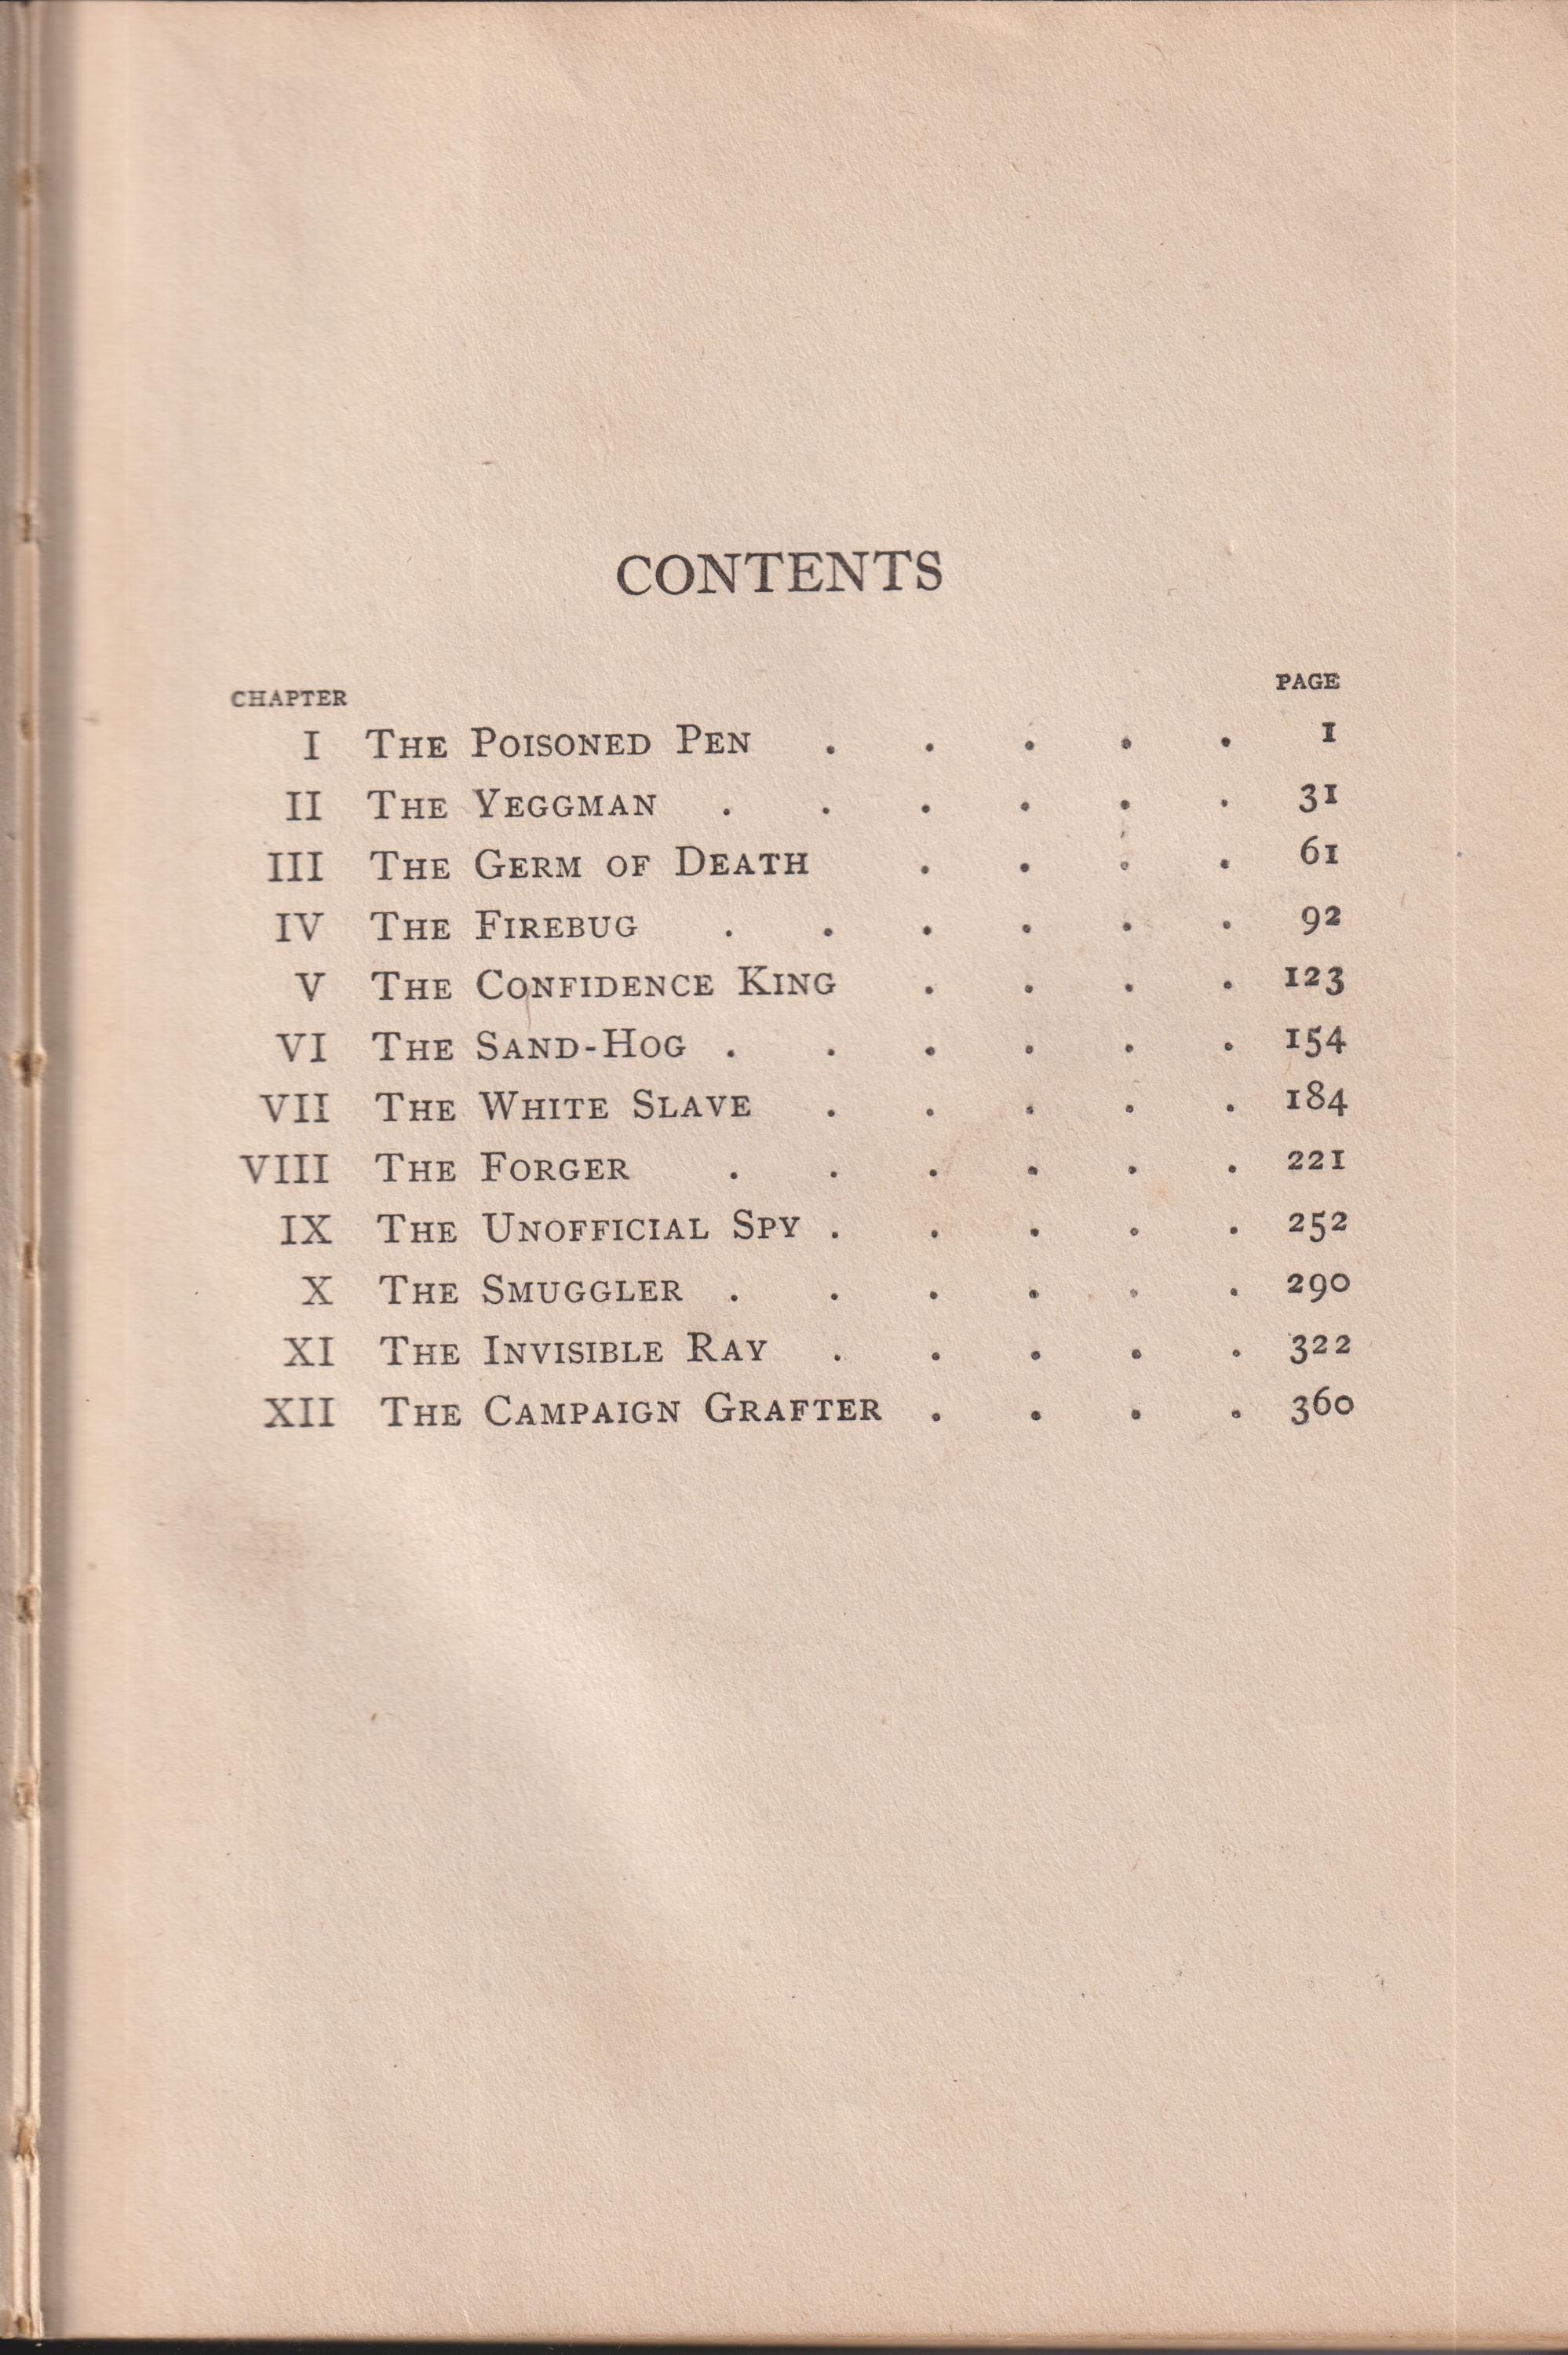 CONTENTS
CHAPTER PAGE
I The Poisoned Pen . . . . . 1
II The Yeggman . . . . . . 31
III The Germ of Death . . . . 61
IV The Firebug . . . . . . 92
V The Confidence King . . . . 123
VI The Sand-Hog . . . . . . 154
VII The White Slave . . . . . 184
VIII The Forger . . . . . . 221
IX The Unofficial Spy . . . . . 252
X The Smuggler . . . . . . 290
XI The Invisible Ray . . . . . 322
XII The Campaign Grafter . . . . 360